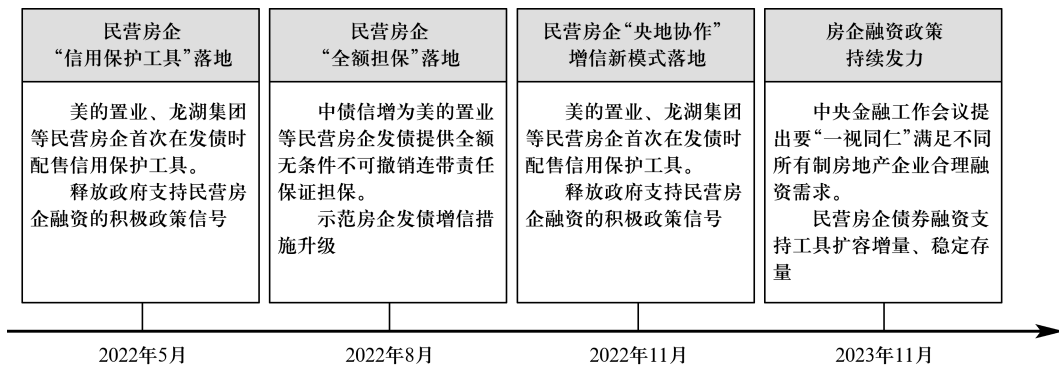 民营房企
“信用保护工具”落地
美的置业、龙湖集团
等民营房企首次在发债时
配售信用保护工具。
释放政府支持民营房
企融资的积极政策信号
2022年5月
民营房企
“全额担保”落地
中债信增为美的置业
等民营房企发债提供全额
无条件不可撤销连带责任
保证担保。
示范房企发债增信措
施升级
2022年8月
民营房企“央地协作”
增信新模式落地
美的置业、龙湖集团
等民营房企首次在发债时
配售信用保护工具。
释放政府支持民营房
企融资的积极政策信号
2022年11月
房企融资政策
持续发力
中央金融工作会议提
出要“一视同仁”满足不同
所有制房地产企业合理融
资需求。
民营房企债券融资支
持工具扩容增量、稳定存
量
2023年11月